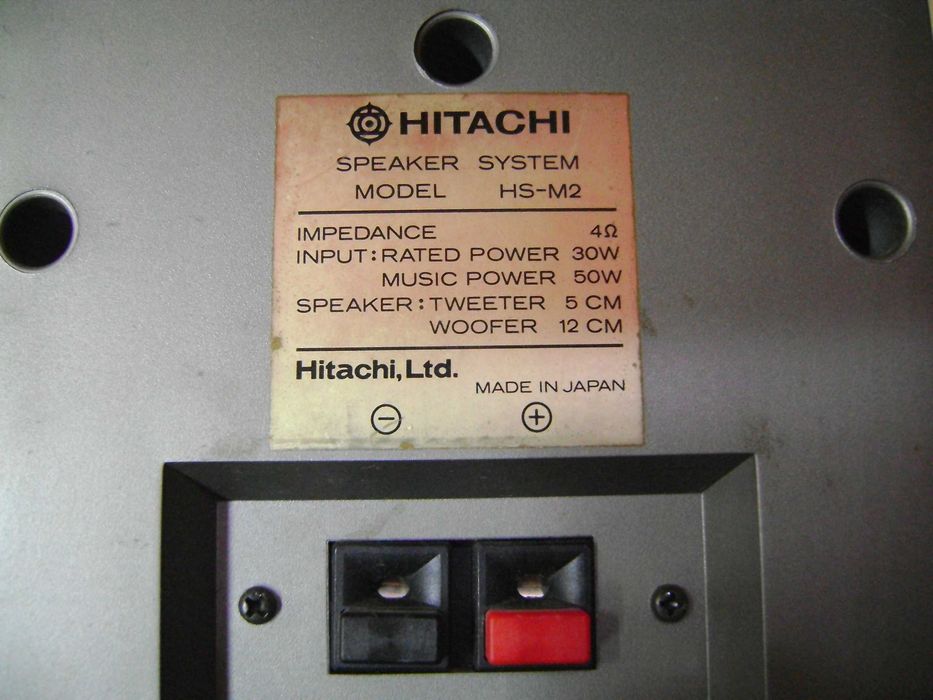 HITACHI
SPEAKER SYSTEM
MODEL HS-M2
IMPEDANCE 4Ω
INPUT: RATED POWER 30W
MUSIC POWER 50W
SPEAKER: TWEETER 5 CM
WOOFER 12 CM
Hitachi, Ltd.
MADE IN JAPAN
⊖ ⊕